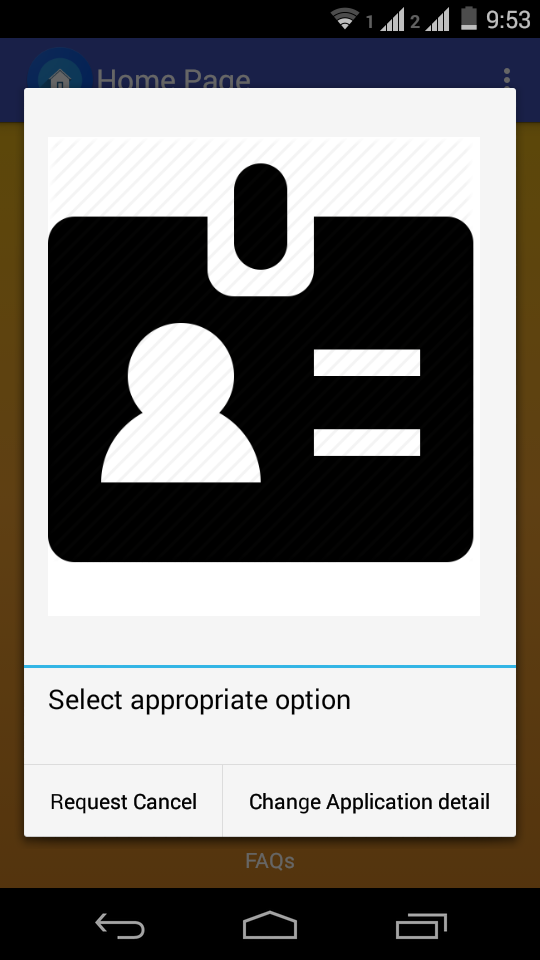 1 2 9:53
Home Page
Select appropriate option
Request Cancel
Change Application detail
FAQs